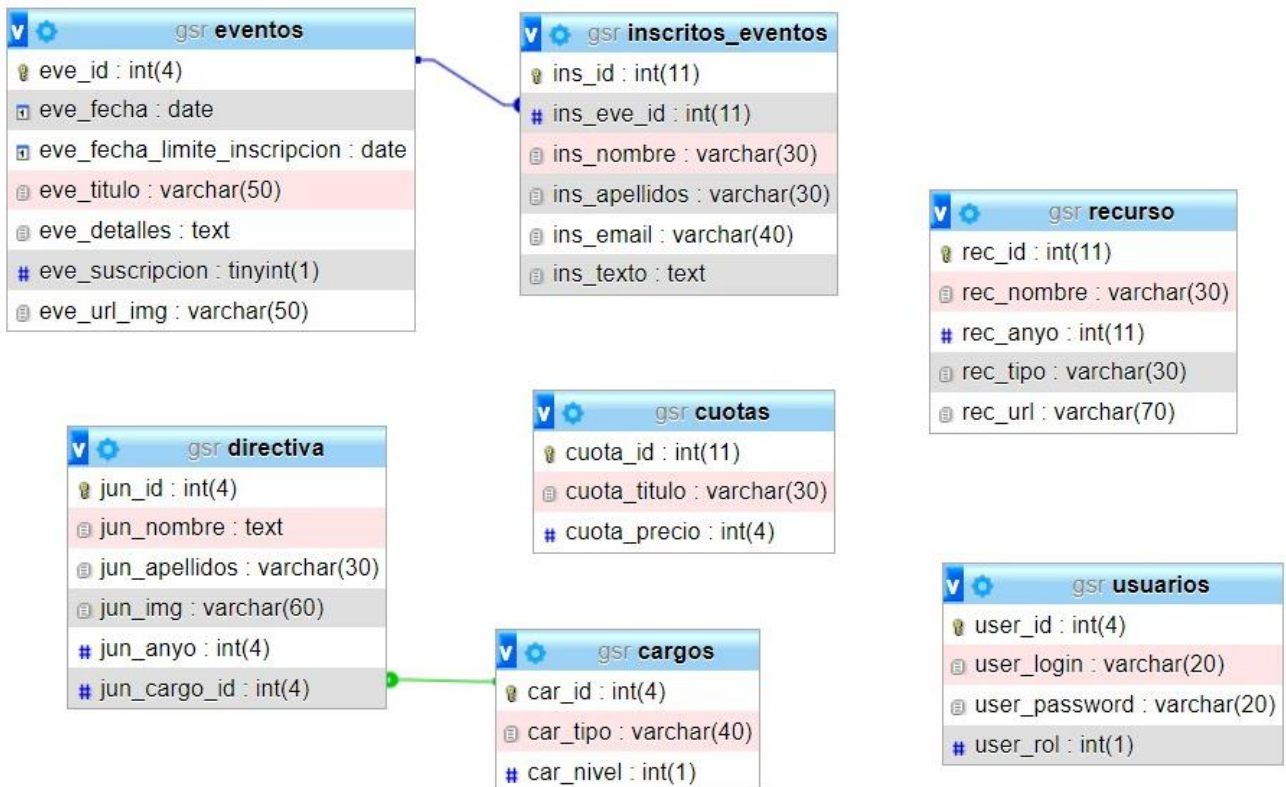 gsr eventos
eve_id : int(4)
eve_fecha : date
eve_fecha_limite_inscripcion : date
eve_titulo : varchar(50)
eve_detalles : text
# eve_suscripcion : tinyint(1)
eve_url_img : varchar(50)
gsr inscritos_eventos
ins_id : int(11)
# ins_eve_id : int(11)
ins_nombre : varchar(30)
ins_apellidos : varchar(30)
ins_email : varchar(40)
ins_texto : text
gsr recurso
rec_id : int(11)
rec_nombre : varchar(30)
# rec_anyo : int(11)
rec_tipo : varchar(30)
rec_url : varchar(70)
gsr directiva
jun_id : int(4)
jun_nombre : text
jun_apellidos : varchar(30)
jun_img : varchar(60)
# jun_anyo : int(4)
# jun_cargo_id : int(4)
gsr cuotas
cuota_id : int(11)
cuota_titulo : varchar(30)
# cuota_precio : int(4)
gsr cargos
car_id : int(4)
car_tipo : varchar(40)
# car_nivel : int(1)
gsr usuarios
user_id : int(4)
user_login : varchar(20)
user_password : varchar(20)
# user_rol : int(1)